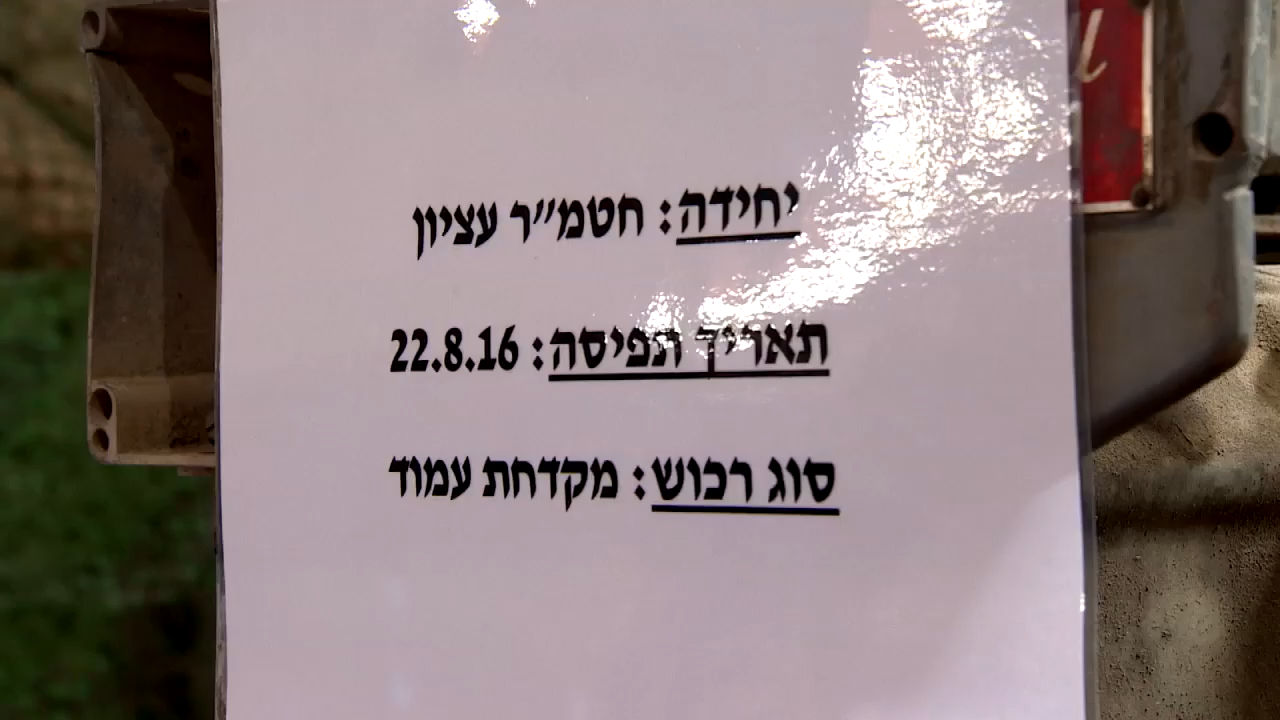 יחידה: חטמ״ר עציון
תאריך תפיסה: 22.8.16
סוג רכוש: מקדחת עמוד